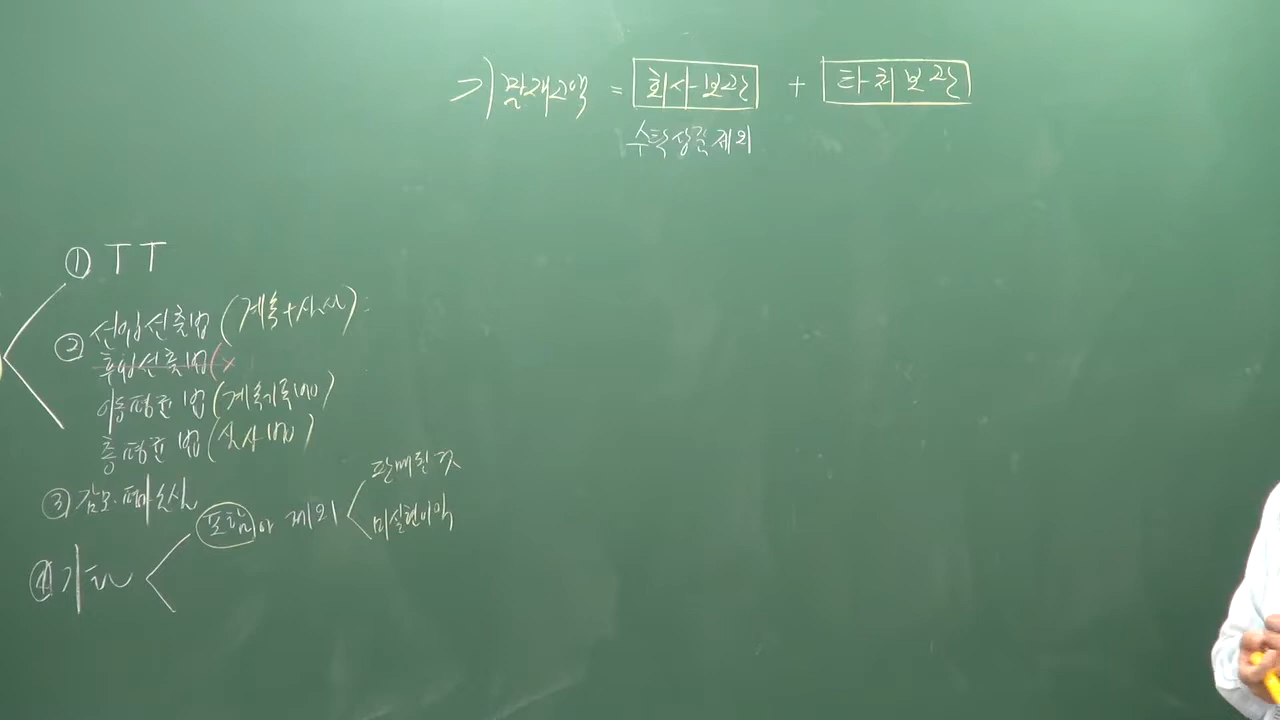 기말재고액 = 회사보관 + 타처보관
수탁상품제외
① T T
② 선입선출법 (계속+실사)
후입선출법 (×
이동평균법 (계속기록법)
총평균법 (실사법)
③ 감모·평가손실
판매된 것
포함이나 제외
미실현이익
④ 기타